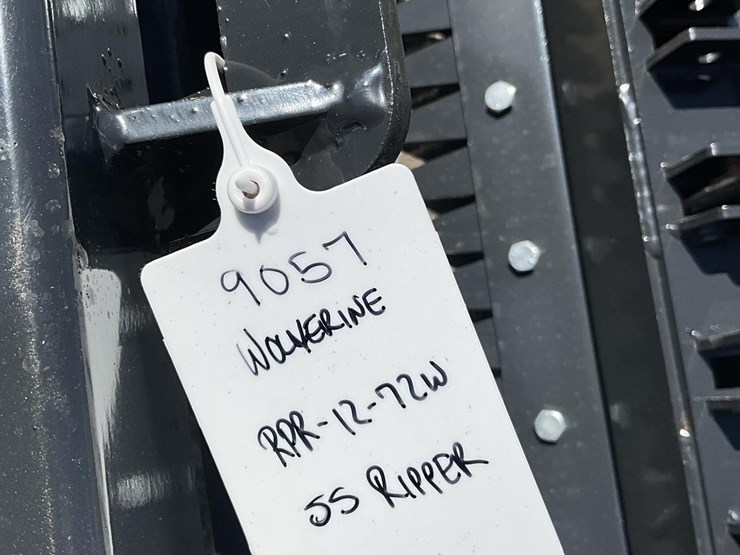 9057
WOLVERINE
RPR-12-72W
SS RIPPER